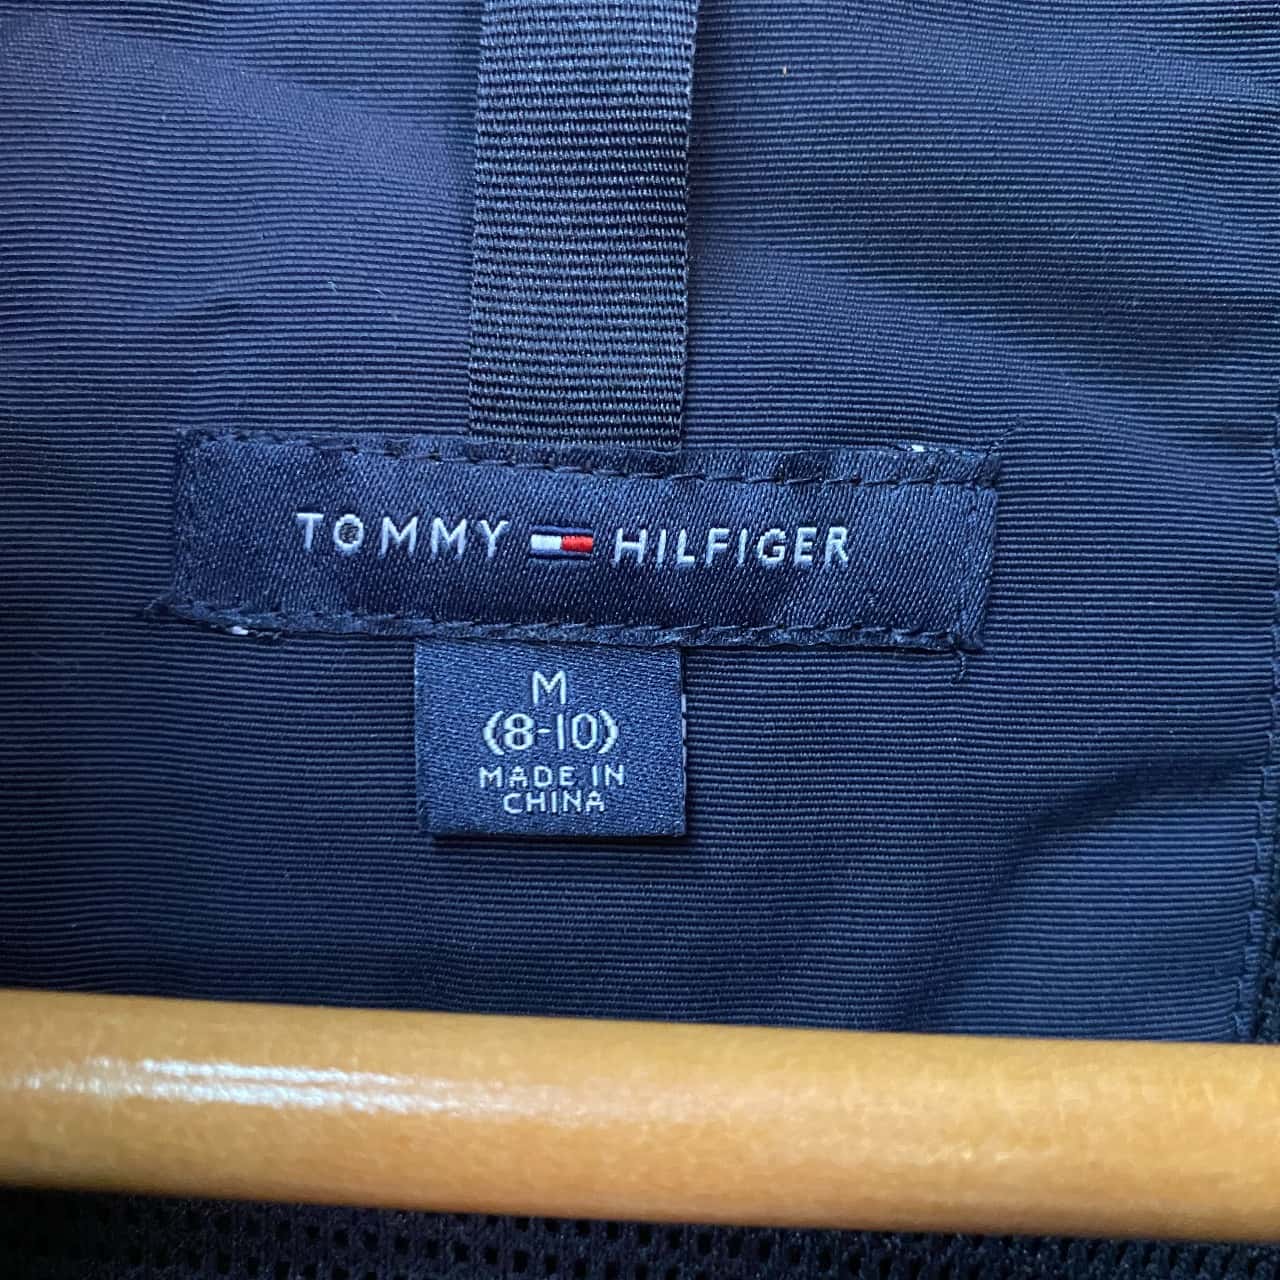 TOMMY HILFIGER
M
(8-10)
MADE IN
CHINA